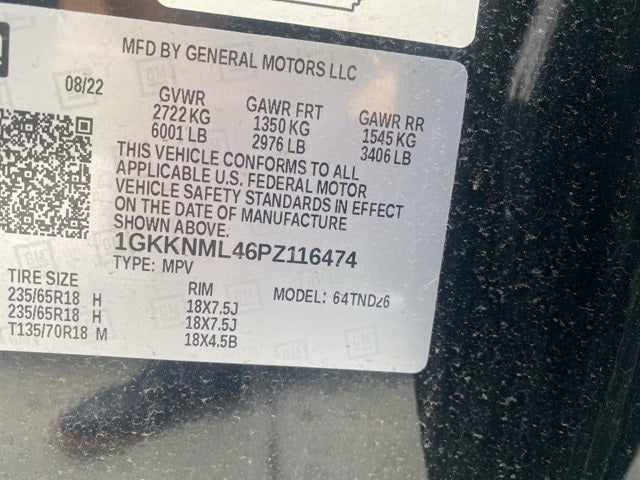 MFD BY GENERAL MOTORS LLC
08/22
GVWR GAWR FRT GAWR RR
2722 KG 1350 KG 1545 KG
6001 LB 2976 LB 3406 LB
THIS VEHICLE CONFORMS TO ALL
APPLICABLE U.S. FEDERAL MOTOR
VEHICLE SAFETY STANDARDS IN EFFECT
ON THE DATE OF MANUFACTURE
SHOWN ABOVE.
1GKKNML46PZ116474
TYPE: MPV
MODEL: 64TND26
TIRE SIZE RIM
235/65R18 H 18X7.5J
235/65R18 H 18X7.5J
T135/70R18 M 18X4.5B